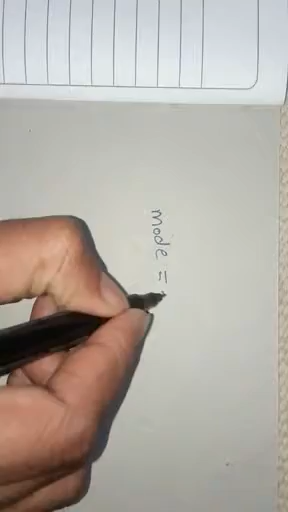 mode =